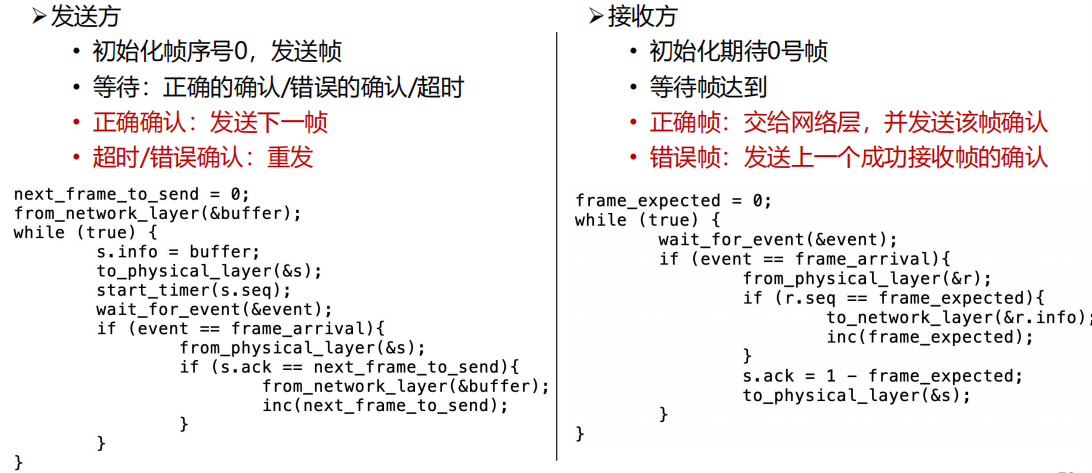 ➢发送方
• 初始化帧序号0，发送帧
• 等待：正确的确认/错误的确认/超时
• 正确确认：发送下一帧
• 超时/错误确认：重发
next_frame_to_send = 0;
from_network_layer(&buffer);
while (true) {
s.info = buffer;
to_physical_layer(&s);
start_timer(s.seq);
wait_for_event(&event);
if (event == frame_arrival){
from_physical_layer(&s);
if (s.ack == next_frame_to_send){
from_network_layer(&buffer);
inc(next_frame_to_send);
}
}
}
➢接收方
• 初始化期待0号帧
• 等待帧达到
• 正确帧：交给网络层，并发送该帧确认
• 错误帧：发送上一个成功接收帧的确认
frame_expected = 0;
while (true) {
wait_for_event(&event);
if (event == frame_arrival){
from_physical_layer(&r);
if (r.seq == frame_expected){
to_network_layer(&r.info);
inc(frame_expected);
}
s.ack = 1 - frame_expected;
to_physical_layer(&s);
}
}